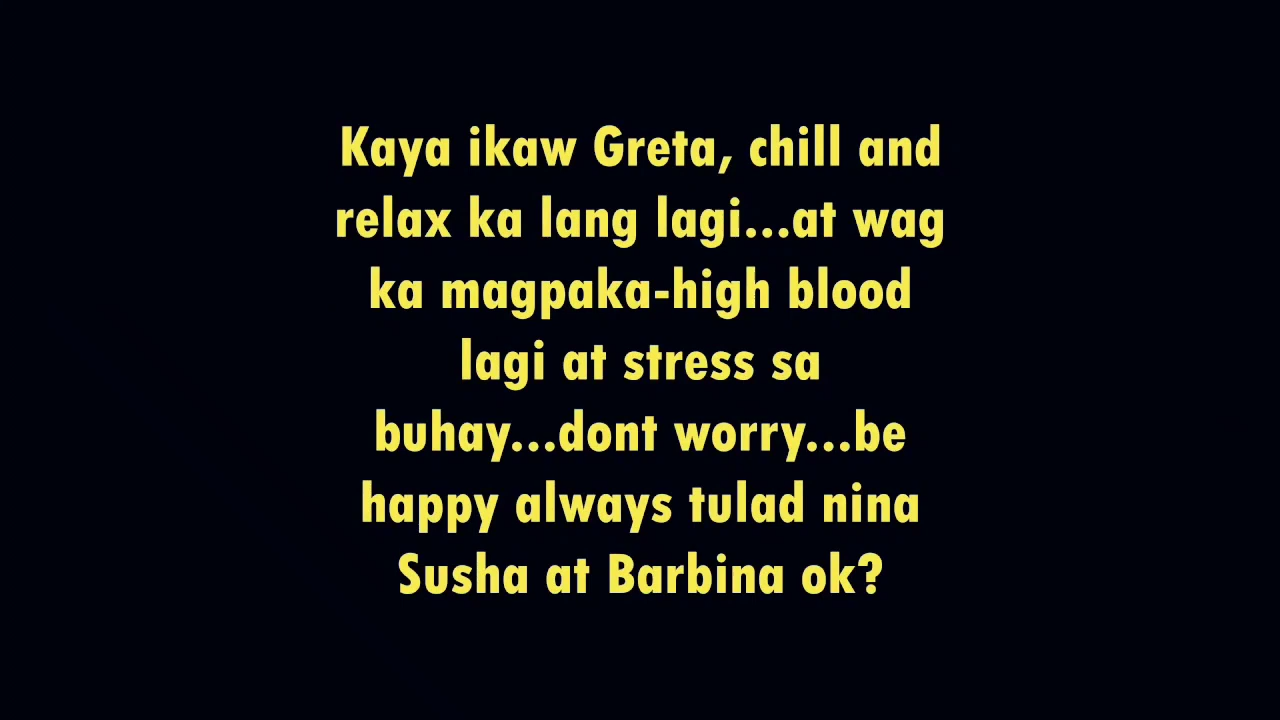 Kaya ikaw Greta, chill and
relax ka lang lagi...at wag
ka magpaka-high blood
lagi at stress sa
buhay...dont worry...be
happy always tulad nina
Susha at Barbina ok?